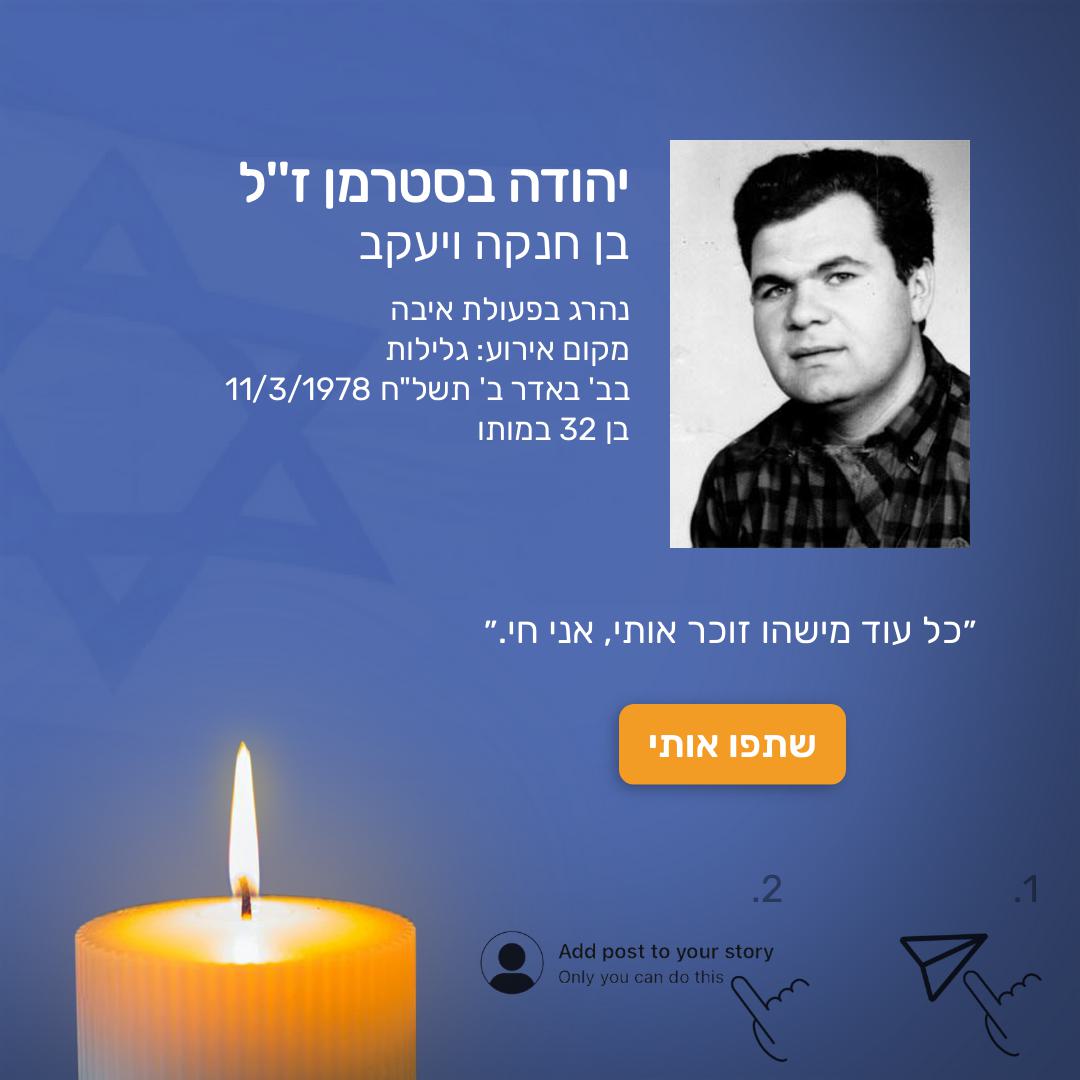 יהודה בסטרמן ז"ל
בן חנקה ויעקב
נהרג בפעולת איבה
מקום אירוע: גלילות
בב' באדר ב' תשל"ח 11/3/1978
בן 32 במותו
״כל עוד מישהו זוכר אותי, אני חי.״
שתפו אותי
1.
2.
Add post to your story
Only you can do this